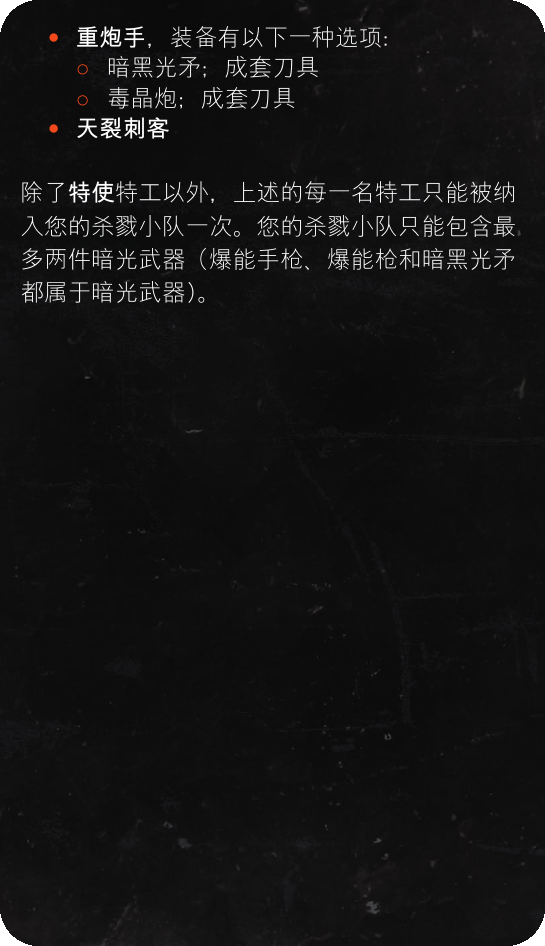 • 重炮手，装备有以下一种选项:
○ 暗黑光矛；成套刀具
○ 毒晶炮；成套刀具
• 天裂刺客
除了特使特工以外，上述的每一名特工只能被纳
入您的杀戮小队一次。您的杀戮小队只能包含最
多两件暗光武器（爆能手枪、爆能枪和暗黑光矛
都属于暗光武器）。